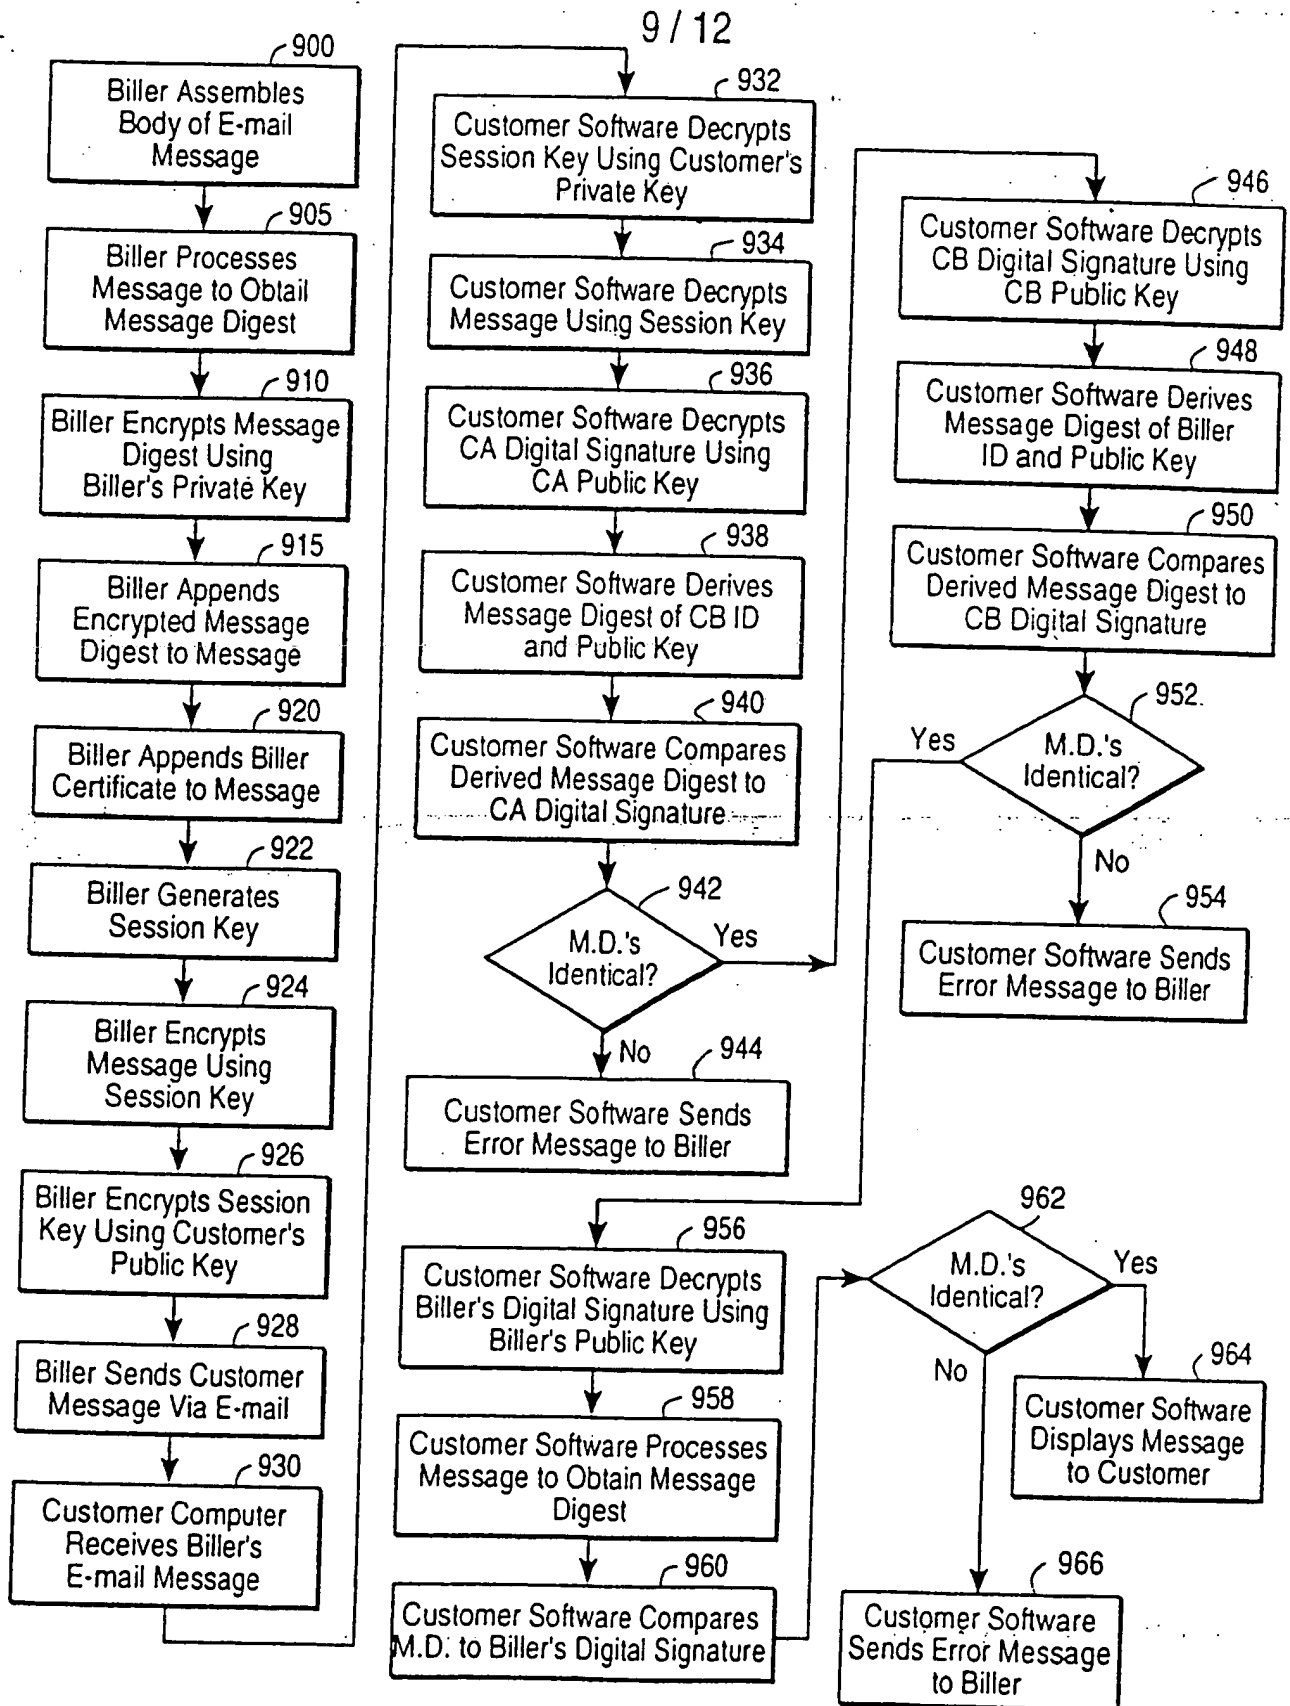 9 / 12
900
Biller Assembles
Body of E-mail
Message
905
Biller Processes
Message to Obtail
Message Digest
910
Biller Encrypts Message
Digest Using
Biller's Private Key
915
Biller Appends
Encrypted Message
Digest to Message
920
Biller Appends Biller
Certificate to Message
922
Biller Generates
Session Key
924
Biller Encrypts
Message Using
Session Key
926
Biller Encrypts Session
Key Using Customer's
Public Key
928
Biller Sends Customer
Message Via E-mail
930
Customer Computer
Receives Biller's
E-mail Message
932
Customer Software Decrypts
Session Key Using Customer's
Private Key
934
Customer Software Decrypts
Message Using Session Key
936
Customer Software Decrypts
CA Digital Signature Using
CA Public Key
938
Customer Software Derives
Message Digest of CB ID
and Public Key
940
Customer Software Compares
Derived Message Digest to
CA Digital Signature
942
M.D.'s
Identical?
Yes
No
944
Customer Software Sends
Error Message to Biller
946
Customer Software Decrypts
CB Digital Signature Using
CB Public Key
948
Customer Software Derives
Message Digest of Biller
ID and Public Key
950
Customer Software Compares
Derived Message Digest to
CB Digital Signature
952
M.D.'s
Identical?
Yes
No
954
Customer Software Sends
Error Message to Biller
956
Customer Software Decrypts
Biller's Digital Signature Using
Biller's Public Key
958
Customer Software Processes
Message to Obtain Message
Digest
960
Customer Software Compares
M.D. to Biller's Digital Signature
962
M.D.'s
Identical?
Yes
No
964
Customer Software
Displays Message
to Customer
966
Customer Software
Sends Error Message
to Biller